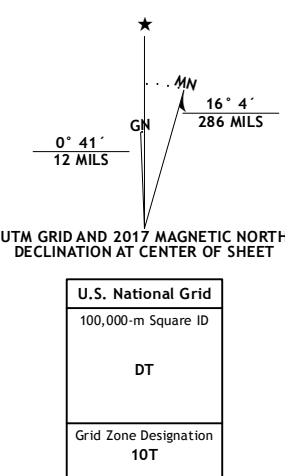 ★
MN
16° 4´
286 MILS
GN
0° 41´
12 MILS
UTM GRID AND 2017 MAGNETIC NORTH
DECLINATION AT CENTER OF SHEET
U.S. National Grid
100,000-m Square ID
DT
Grid Zone Designation
10T